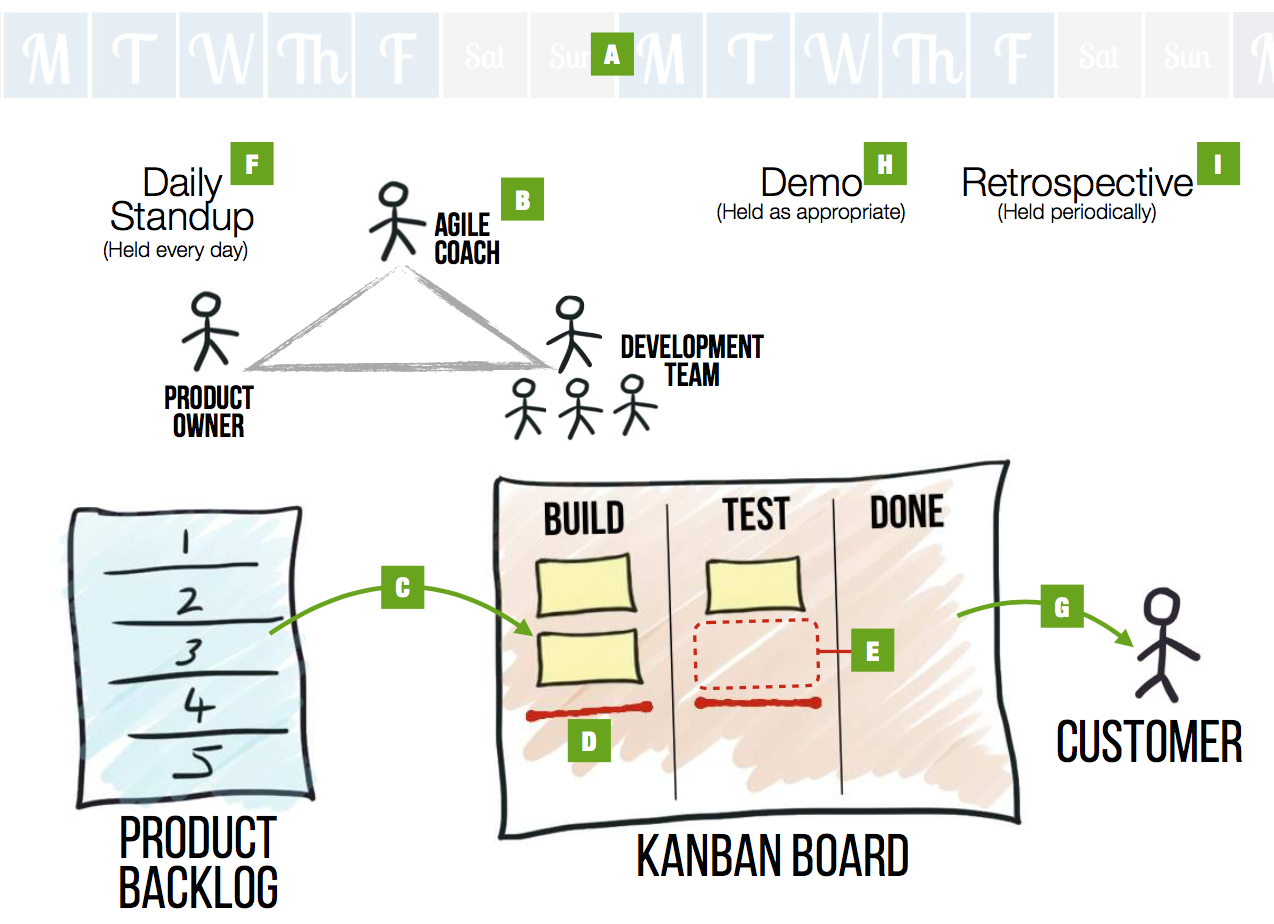 M T W Th F Sat Sun A M T W Th F Sat Sun M
Daily F
Standup
(Held every day)
B
AGILE
COACH
Demo H
(Held as appropriate)
Retrospective I
(Held periodically)
PRODUCT
OWNER
DEVELOPMENT
TEAM
1
2
3
4
5
PRODUCT
BACKLOG
C
BUILD TEST DONE
E
D
KANBAN BOARD
G
CUSTOMER